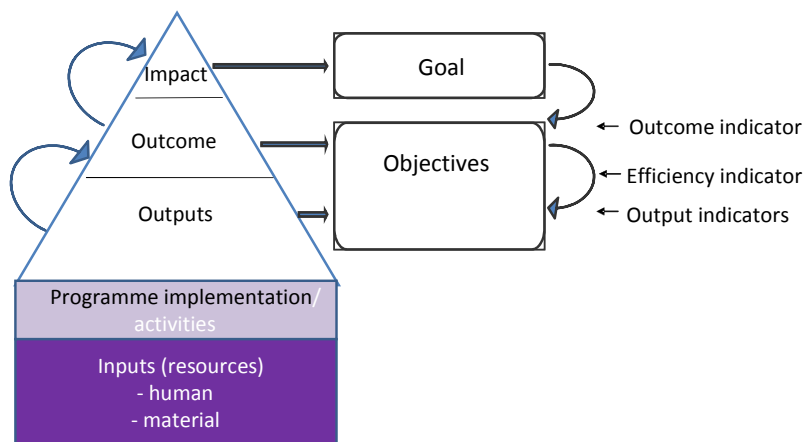 Impact
Outcome
Outputs
Programme implementation/
activities
Inputs (resources)
- human
- material
Goal
Objectives
Outcome indicator
Efficiency indicator
Output indicators